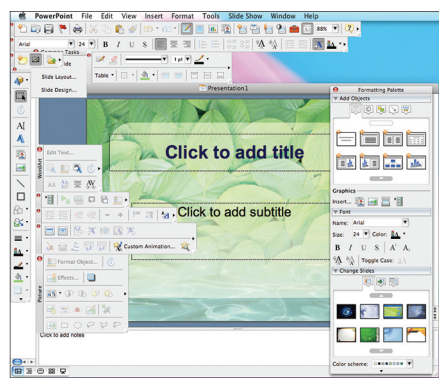 PowerPoint File Edit View Insert Format Tools Slide Show Window Help
88%
Arial 24 B I U S
Common Tasks
Slide Layout...
Slide Design...
1 pt
Table
Presentation1
Formatting Palette
Add Objects
Click to add title
Click to add subtitle
Edit Text...
WordArt
Custom Animation...
Format Object...
Effects...
Picture
Click to add notes
Graphics
Insert...
Font
Name: Arial
Size: 24 Color:
B I U S
Toggle Case:
Change Slides
Color scheme: